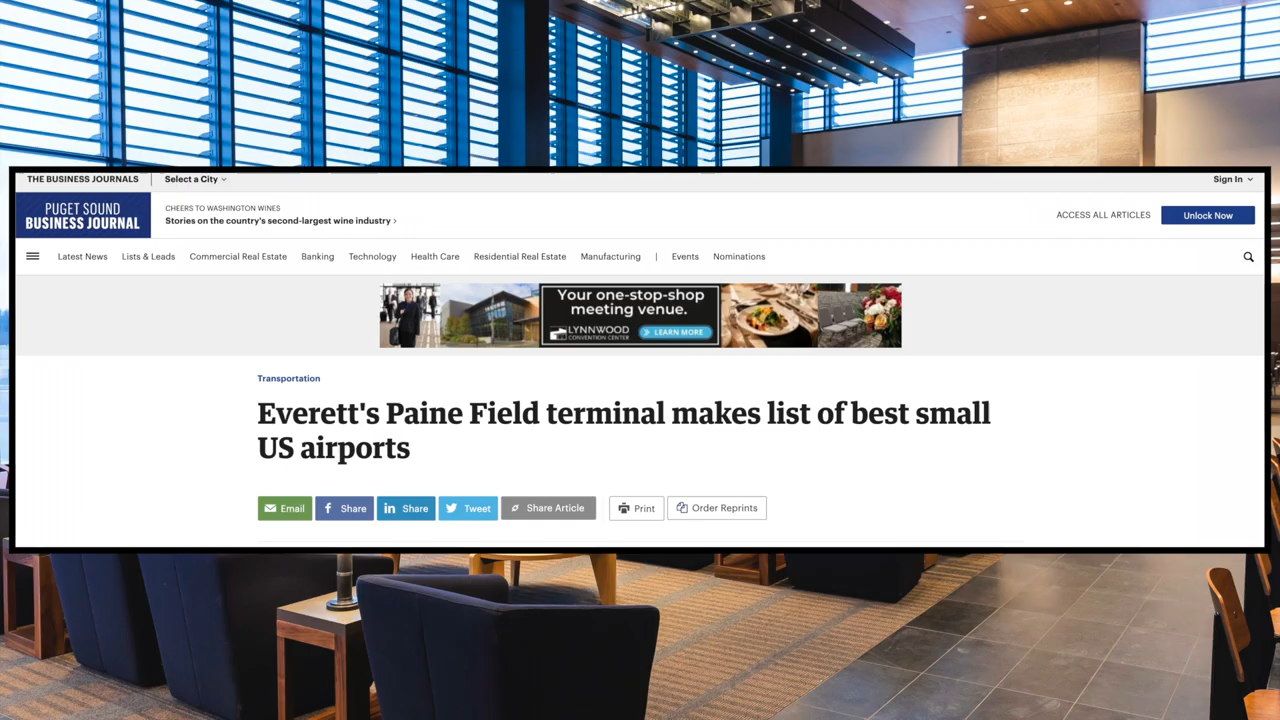 THE BUSINESS JOURNALS | Select a City
Sign In
PUGET SOUND
BUSINESS JOURNAL
CHEERS TO WASHINGTON WINES
Stories on the country's second-largest wine industry >
ACCESS ALL ARTICLES
Unlock Now
Latest News Lists & Leads Commercial Real Estate Banking Technology Health Care Residential Real Estate Manufacturing | Events Nominations
Your one-stop-shop
meeting venue.
LYNNWOOD
CONVENTION CENTER
LEARN MORE
Transportation
Everett's Paine Field terminal makes list of best small
US airports
Email Share Share Tweet Share Article Print Order Reprints